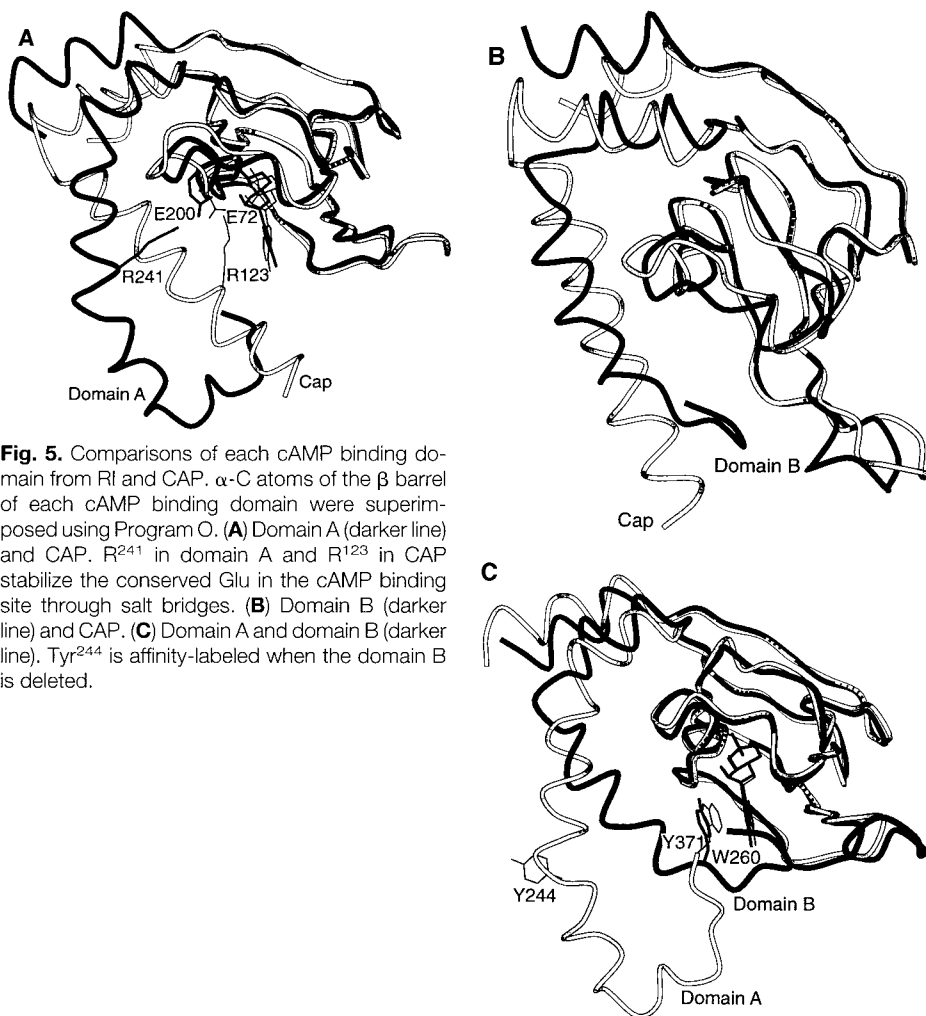 A
E200
E72
R241
R123
Domain A
Cap
B
Domain B
Cap
Fig. 5. Comparisons of each cAMP binding do-
main from RI and CAP. α-C atoms of the β barrel
of each cAMP binding domain were superim-
posed using Program O. (A) Domain A (darker line)
and CAP. R241 in domain A and R123 in CAP
stabilize the conserved Glu in the cAMP binding
site through salt bridges. (B) Domain B (darker
line) and CAP. (C) Domain A and domain B (darker
line). Tyr244 is affinity-labeled when the domain B
is deleted.
C
Y371
W260
Y244
Domain B
Domain A